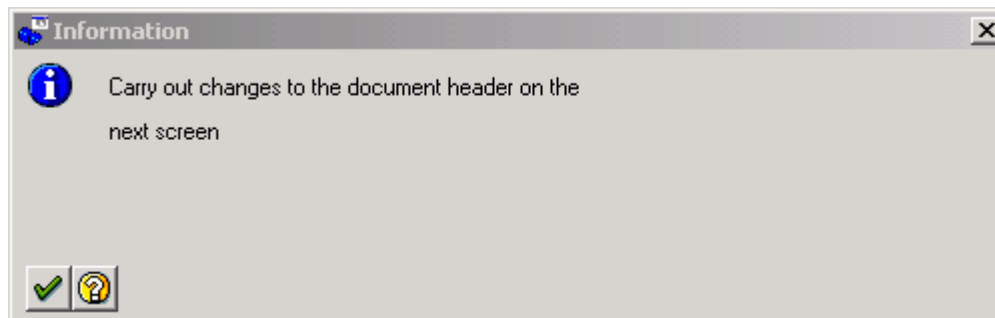 Information
Carry out changes to the document header on the
next screen